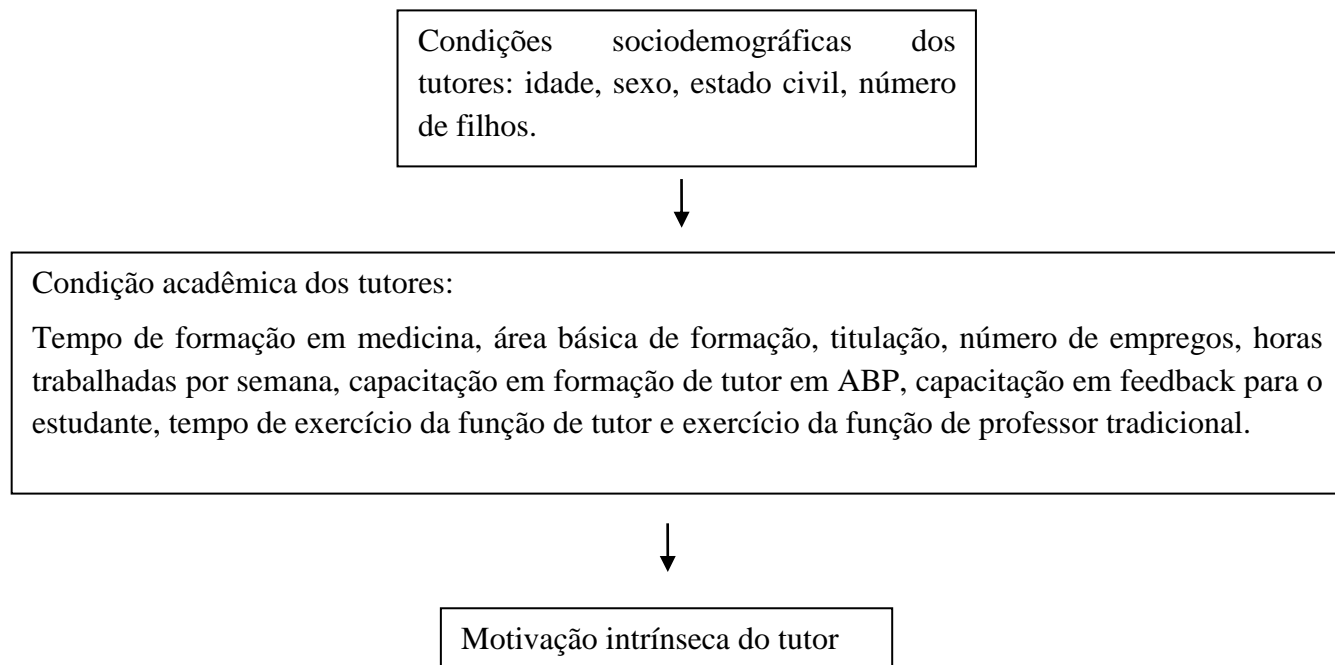 Condições sociodemográficas dos
tutores: idade, sexo, estado civil, número
de filhos.
Condição acadêmica dos tutores:
Tempo de formação em medicina, área básica de formação, titulação, número de empregos, horas
trabalhadas por semana, capacitação em formação de tutor em ABP, capacitação em feedback para o
estudante, tempo de exercício da função de tutor e exercício da função de professor tradicional.
Motivação intrínseca do tutor